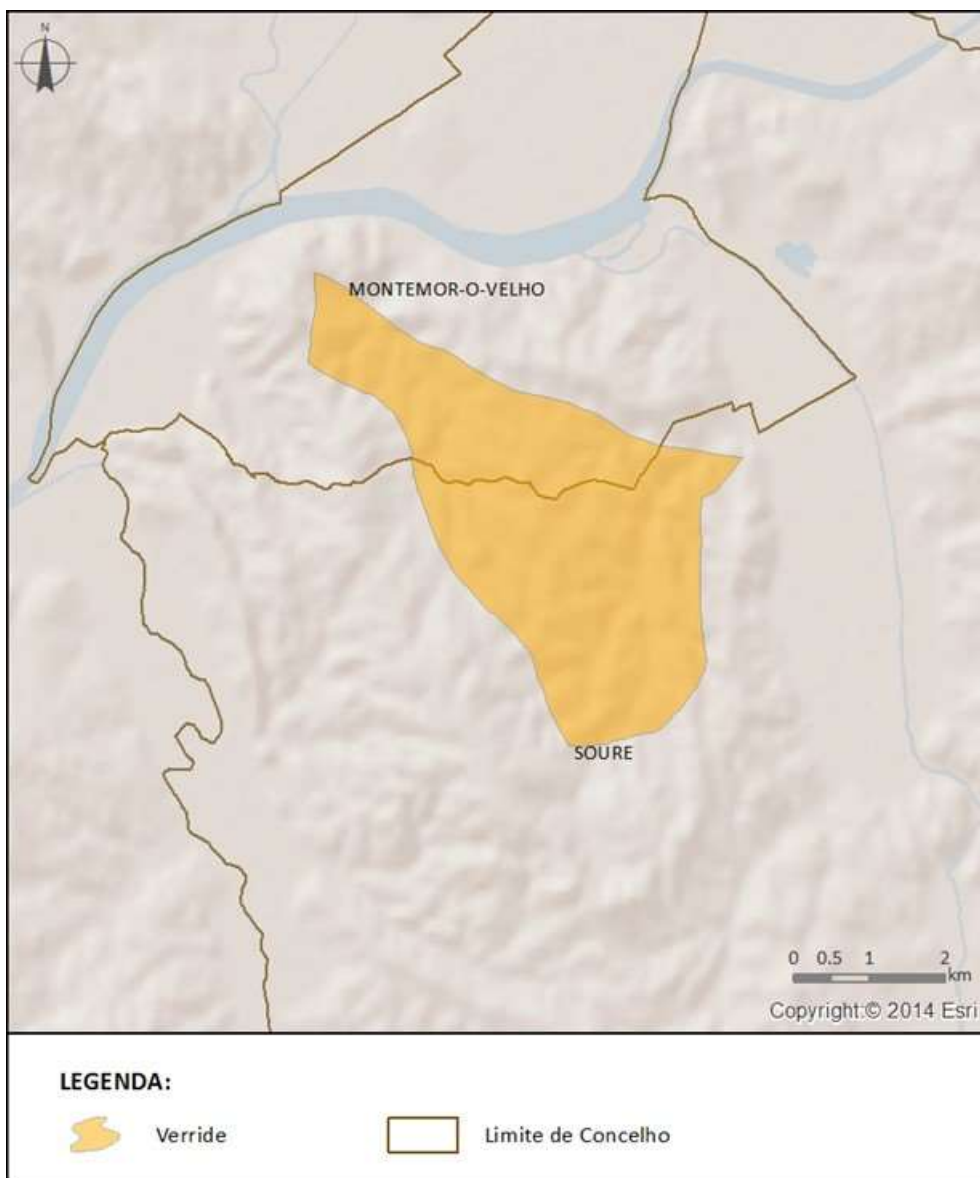 N
MONTEMOR-O-VELHO
SOURE
0 0.5 1 2
km
Copyright:© 2014 Esri
LEGENDA:
Verride
Limite de Concelho